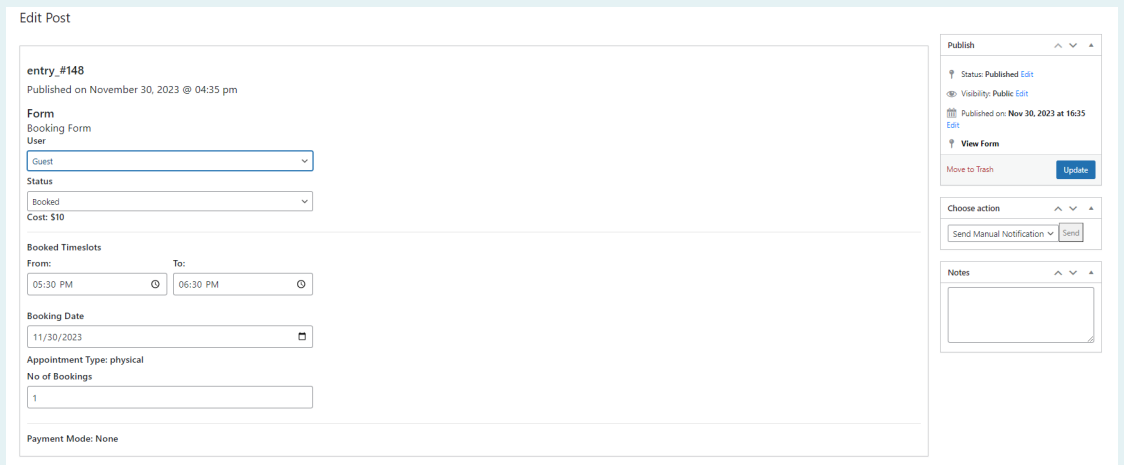 Edit Post
entry_#148
Published on November 30, 2023 @ 04:35 pm
Form
Booking Form
User
Guest
Status
Booked
Cost: $10
Booked Timeslots
From: To:
05:30 PM 06:30 PM
Booking Date
11/30/2023
Appointment Type: physical
No of Bookings
1
Payment Mode: None
Publish
Status: Published Edit
Visibility: Public Edit
Published on: Nov 30, 2023 at 16:35
Edit
View Form
Move to Trash Update
Choose action
Send Manual Notification Send
Notes